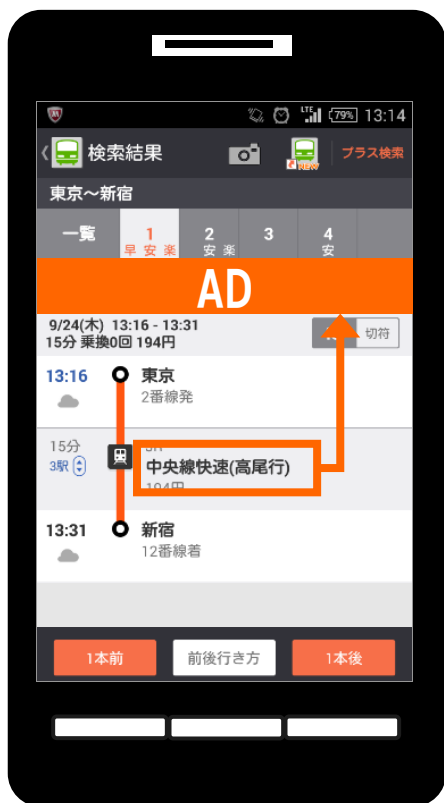 LTE 79% 13:14
検索結果
NEW
プラス検索
東京～新宿
一覧 1 2 3 4
早 安 楽 安 楽 安
AD
9/24(木) 13:16 - 13:31
15分 乗換0回 194円
切符
13:16 東京
2番線発
15分
3駅
中央線快速(高尾行)
194円
13:31 新宿
12番線着
1本前 前後行き方 1本後